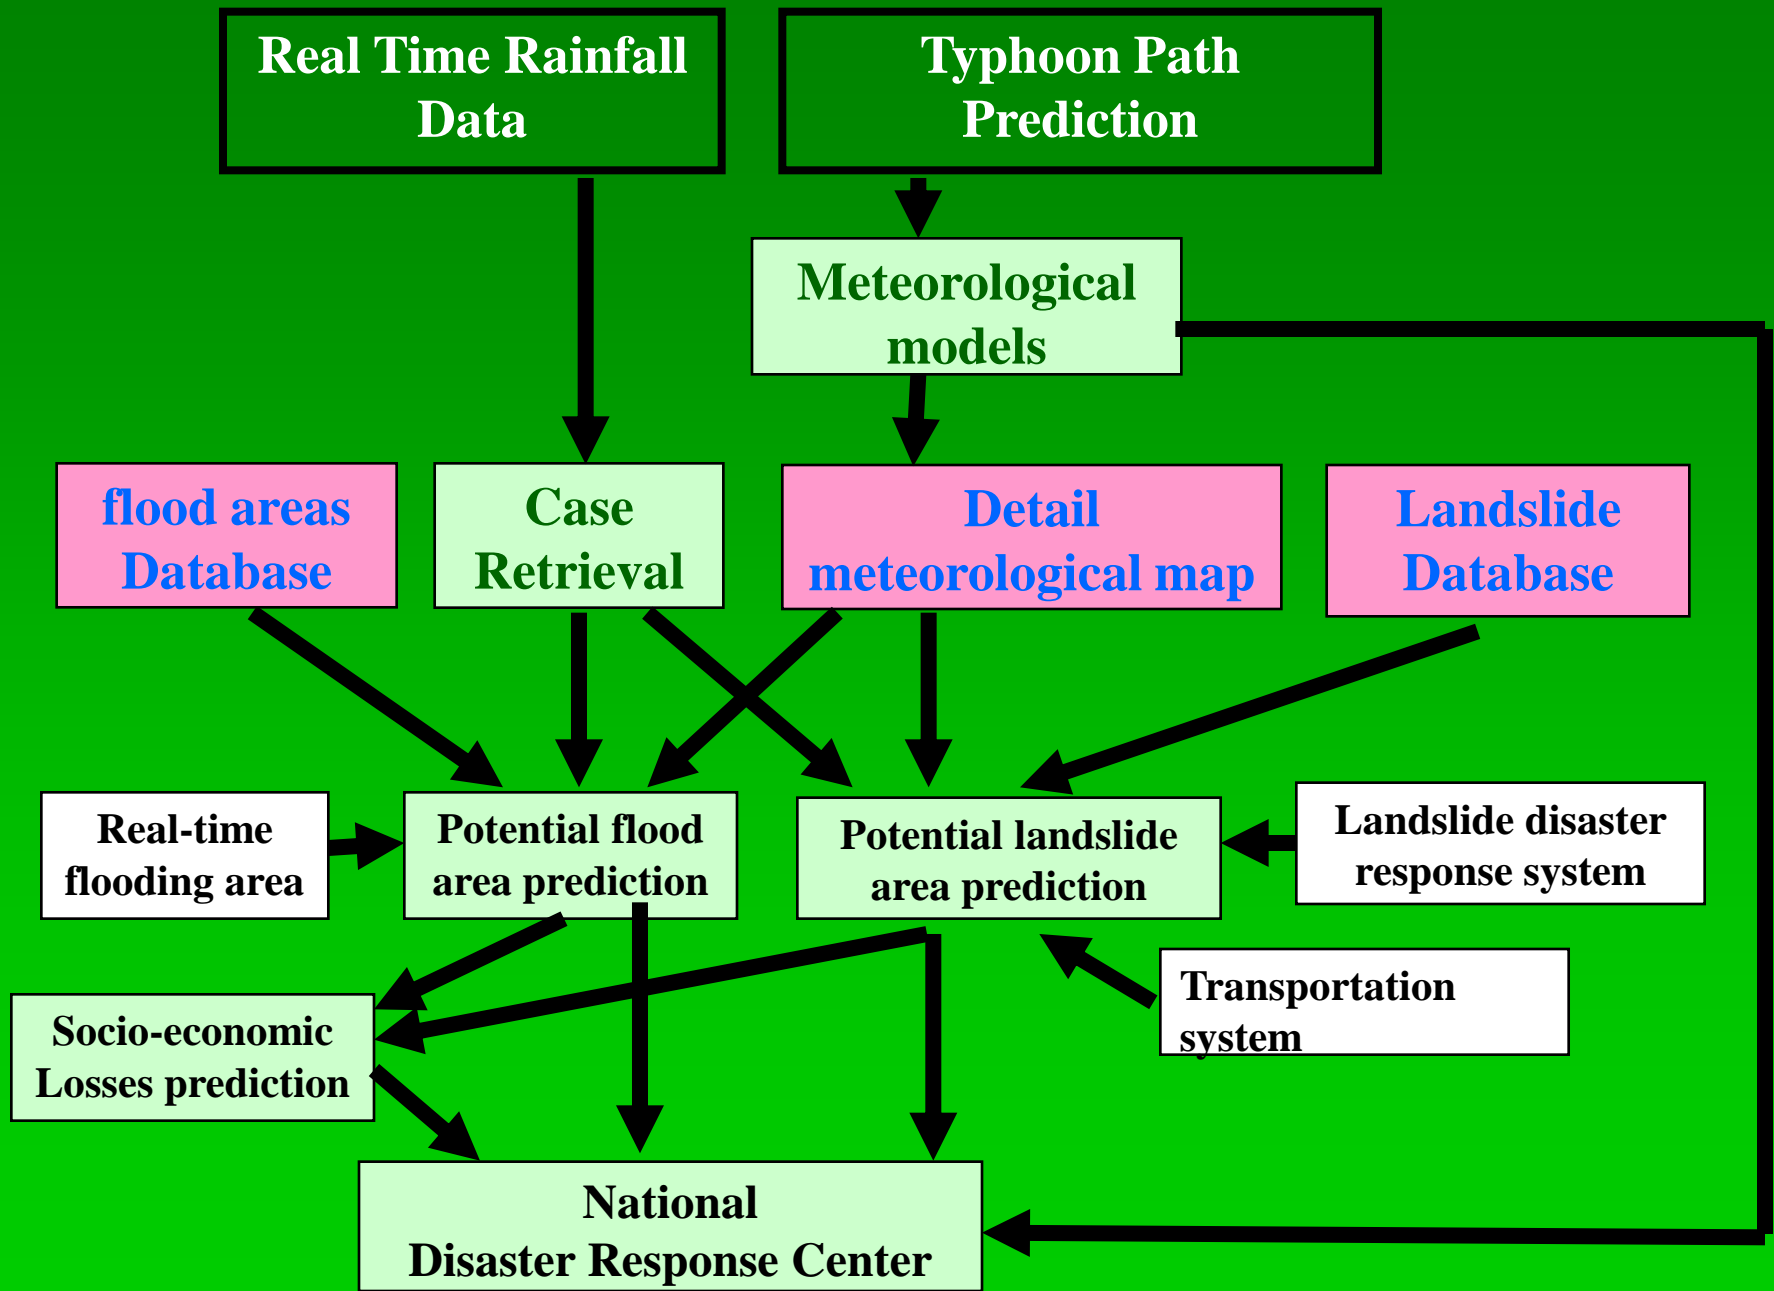 Real Time Rainfall
Data
Typhoon Path
Prediction
Meteorological
models
flood areas
Database
Case
Retrieval
Detail
meteorological map
Landslide
Database
Real-time
flooding area
Potential flood
area prediction
Potential landslide
area prediction
Landslide disaster
response system
Transportation
system
Socio-economic
Losses prediction
National
Disaster Response Center